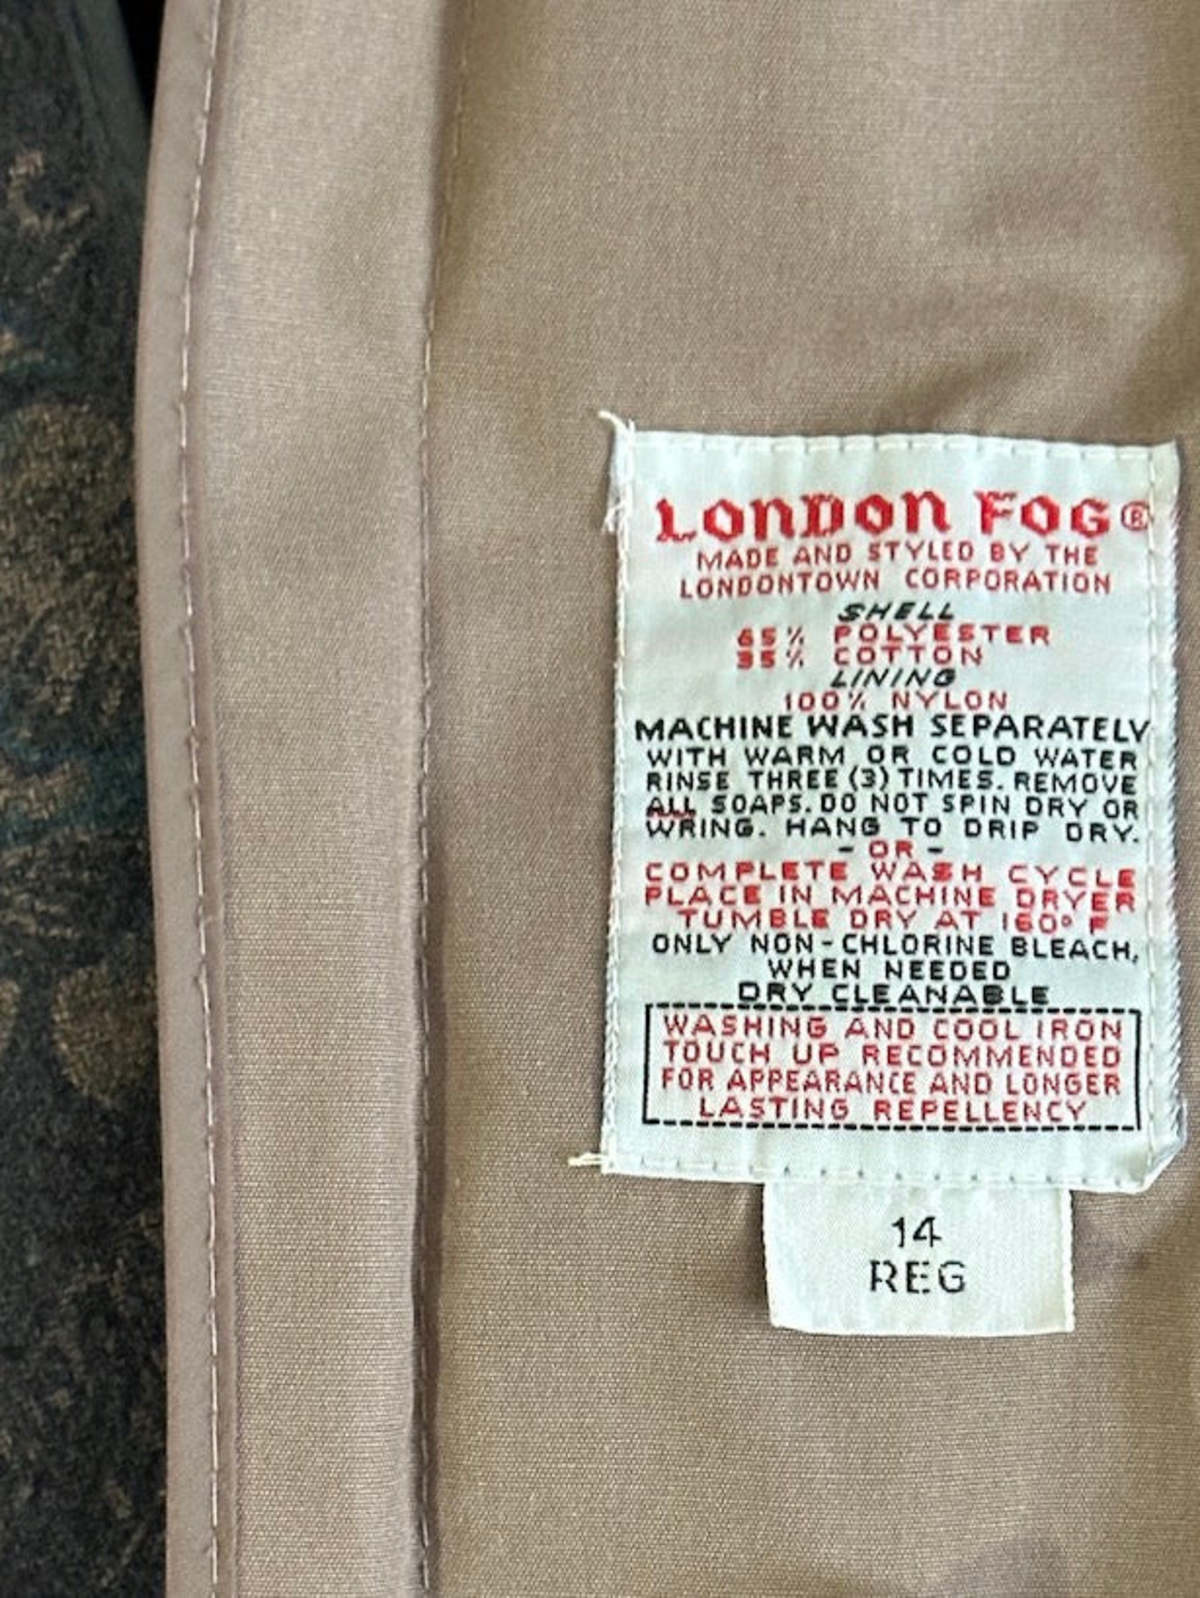 LONDON FOG®
MADE AND STYLED BY THE
LONDONTOWN CORPORATION
SHELL
65% POLYESTER
35% COTTON
LINING
100% NYLON
MACHINE WASH SEPARATELY
WITH WARM OR COLD WATER
RINSE THREE (3) TIMES. REMOVE
ALL SOAPS. DO NOT SPIN DRY OR
WRING. HANG TO DRIP DRY.
- OR -
COMPLETE WASH CYCLE
PLACE IN MACHINE DRYER
TUMBLE DRY AT 160° F
ONLY NON-CHLORINE BLEACH,
WHEN NEEDED
DRY CLEANABLE
WASHING AND COOL IRON
TOUCH UP RECOMMENDED
FOR APPEARANCE AND LONGER
LASTING REPELLENCY
14
REG